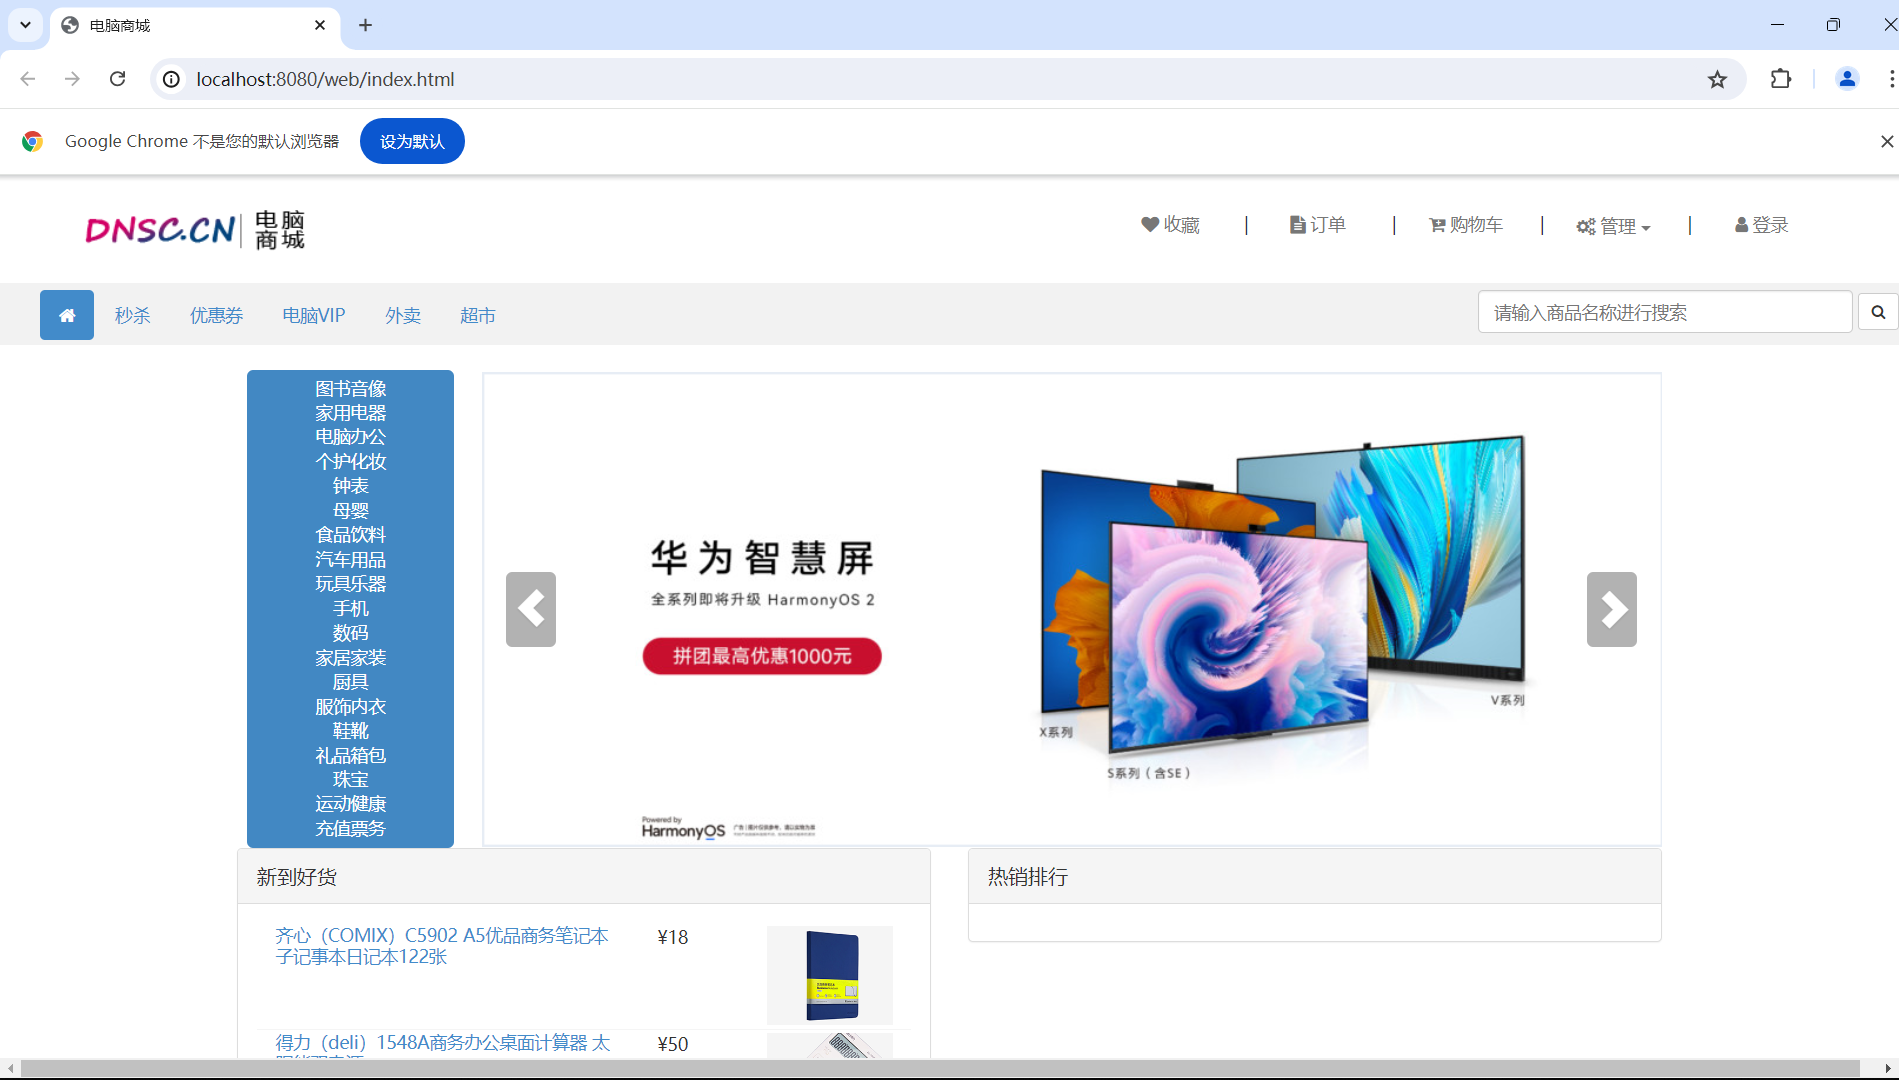 电脑商城
localhost:8080/web/index.html
Google Chrome 不是您的默认浏览器
设为默认
DNSC.CN 电脑商城
收藏 | 订单 | 购物车 | 管理 | 登录
秒杀 优惠券 电脑VIP 外卖 超市
请输入商品名称进行搜索
图书音像
家用电器
电脑办公
个护化妆
钟表
母婴
食品饮料
汽车用品
玩具乐器
手机
数码
家居家装
厨具
服饰内衣
鞋靴
礼品箱包
珠宝
运动健康
充值票务
华为智慧屏
全系列即将升级 HarmonyOS 2
拼团最高优惠1000元
V系列
X系列
S系列（含SE）
Powered by
HarmonyOS
新到好货
热销排行
齐心（COMIX）C5902 A5优品商务笔记本
子记事本日记本122张
¥18
得力（deli）1548A商务办公桌面计算器 太
¥50